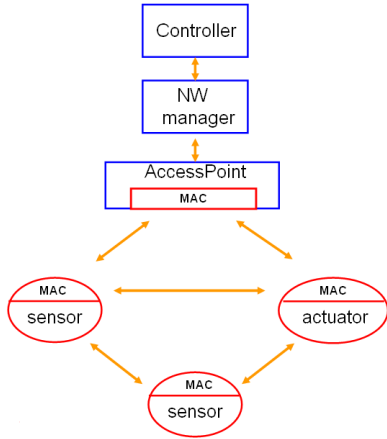 Controller
NW
manager
AccessPoint
MAC
MAC
sensor
MAC
actuator
MAC
sensor